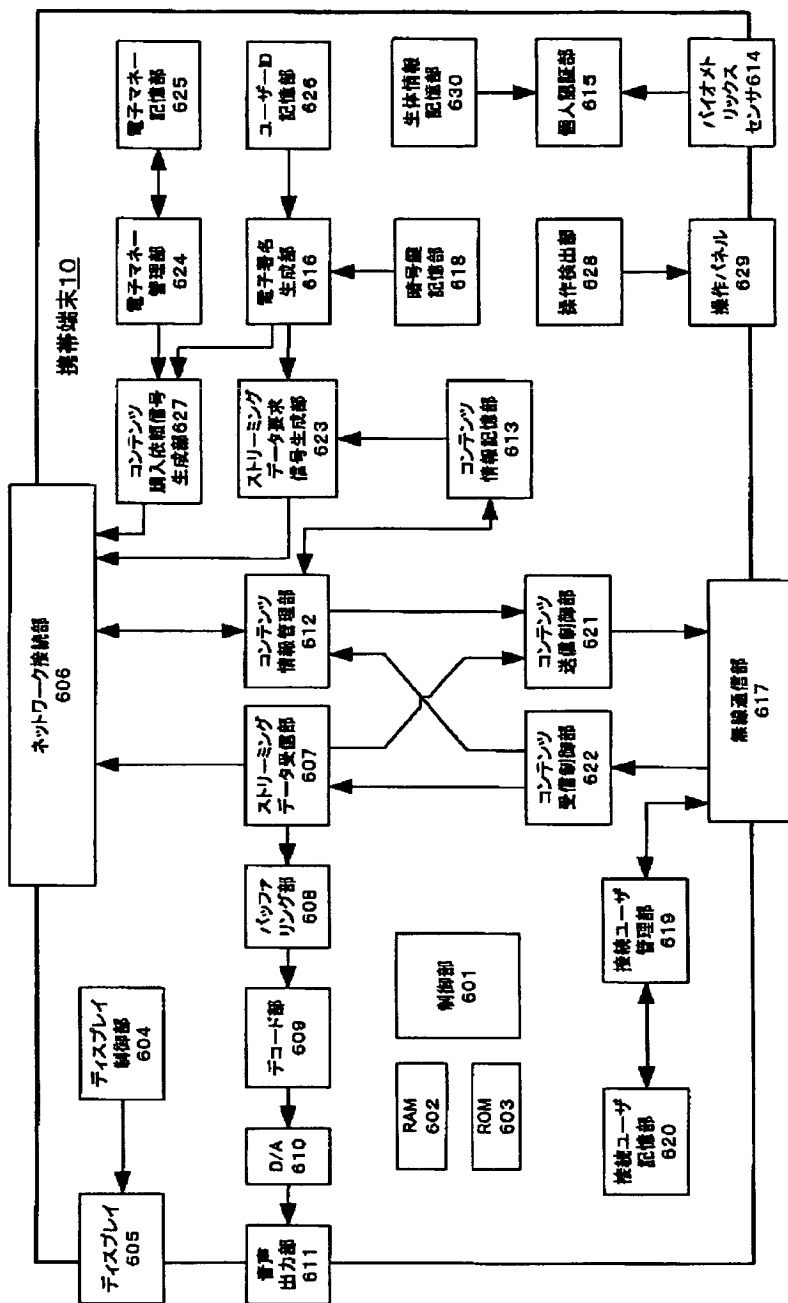 携帯端末10
ネットワーク接続部
606
ディスプレイ
605
ディスプレイ
制御部
604
音声
出力部
611
D/A
610
デコード部
609
バッファ
リング部
608
ストリーミング
データ受信部
607
コンテンツ
情報管理部
612
コンテンツ
購入依頼信号
生成部627
ストリーミング
データ要求
信号生成部
623
コンテンツ
情報記憶部
613
電子マネー
管理部
624
電子マネー
記憶部
625
電子署名
生成部
616
ユーザーID
記憶部
626
暗号鍵
記憶部
618
操作検出部
628
操作パネル
629
生体情報
記憶部
630
個人認証部
615
バイオメト
リックス
センサ614
RAM
602
ROM
603
制御部
601
接続ユーザ
記憶部
620
接続ユーザ
管理部
619
コンテンツ
受信制御部
622
コンテンツ
送信制御部
621
無線通信部
617